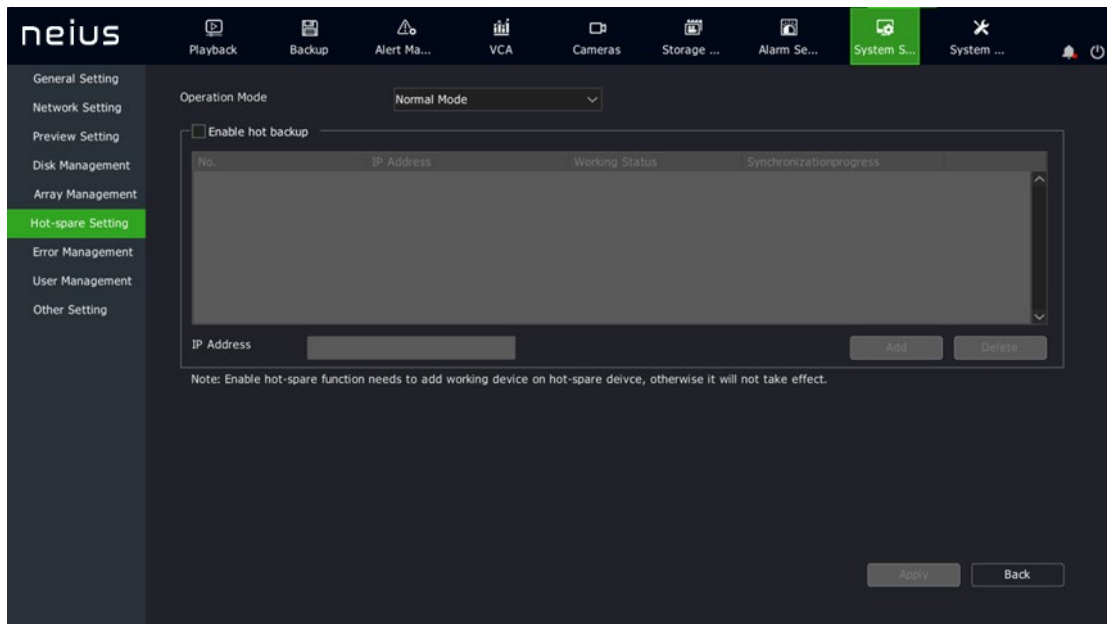 neius
Playback Backup Alert Ma... VCA Cameras Storage ... Alarm Se... System S... System ...
General Setting
Network Setting
Preview Setting
Disk Management
Array Management
Hot-spare Setting
Error Management
User Management
Other Setting
Operation Mode Normal Mode
Enable hot backup
No. IP Address Working Status Synchronizationprogress
IP Address Add Delete
Note: Enable hot-spare function needs to add working device on hot-spare deivce, otherwise it will not take effect.
Apply Back